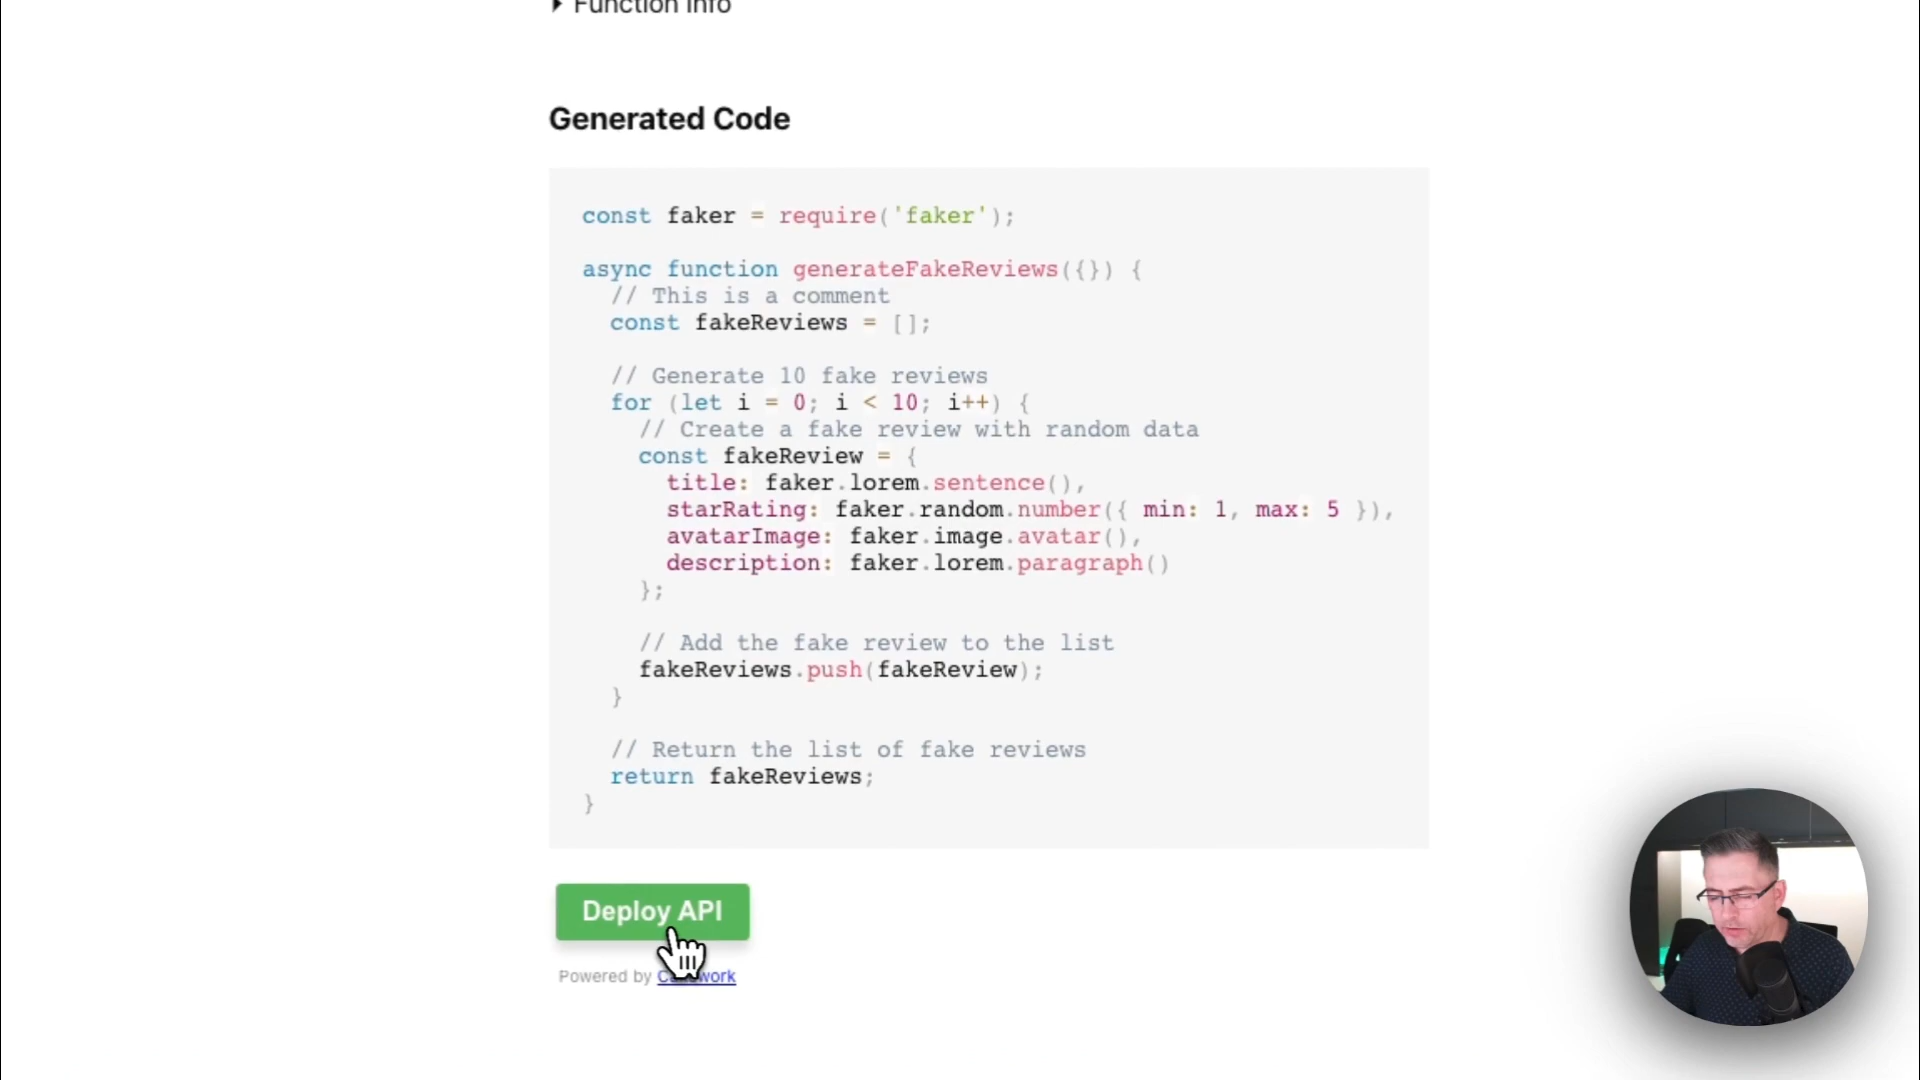 Function Info
Generated Code
const faker = require('faker');
async function generateFakeReviews({}) {
// This is a comment
const fakeReviews = [];
// Generate 10 fake reviews
for (let i = 0; i < 10; i++) {
// Create a fake review with random data
const fakeReview = {
title: faker.lorem.sentence(),
starRating: faker.random.number({ min: 1, max: 5 }),
avatarImage: faker.image.avatar(),
description: faker.lorem.paragraph()
};
// Add the fake review to the list
fakeReviews.push(fakeReview);
}
// Return the list of fake reviews
return fakeReviews;
}
Deploy API
Powered by